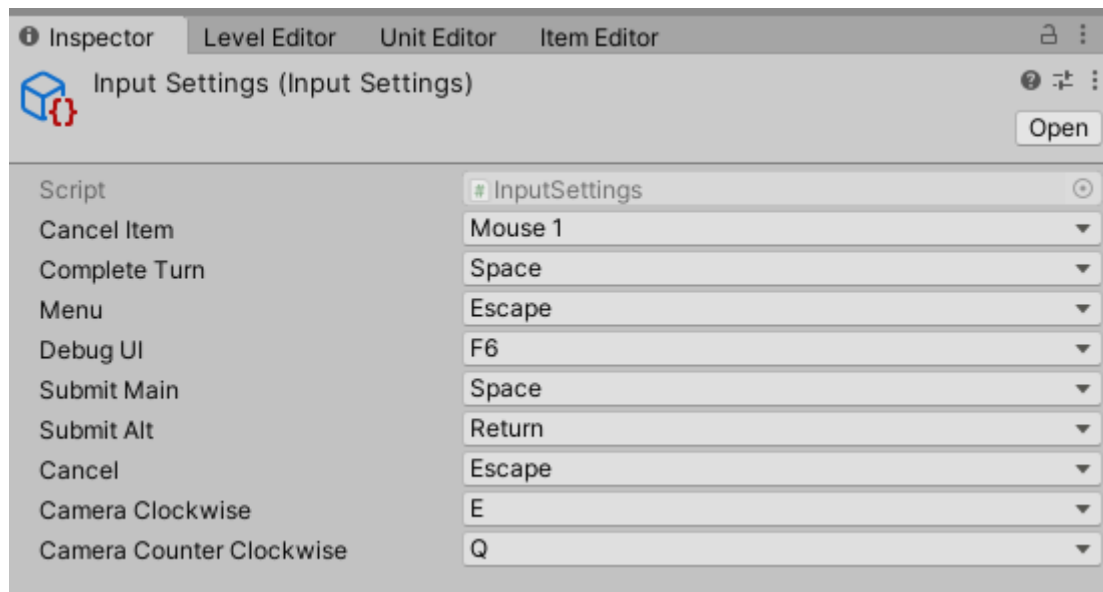 Inspector Level Editor Unit Editor Item Editor
Input Settings (Input Settings)
Open
Script # InputSettings
Cancel Item Mouse 1
Complete Turn Space
Menu Escape
Debug UI F6
Submit Main Space
Submit Alt Return
Cancel Escape
Camera Clockwise E
Camera Counter Clockwise Q